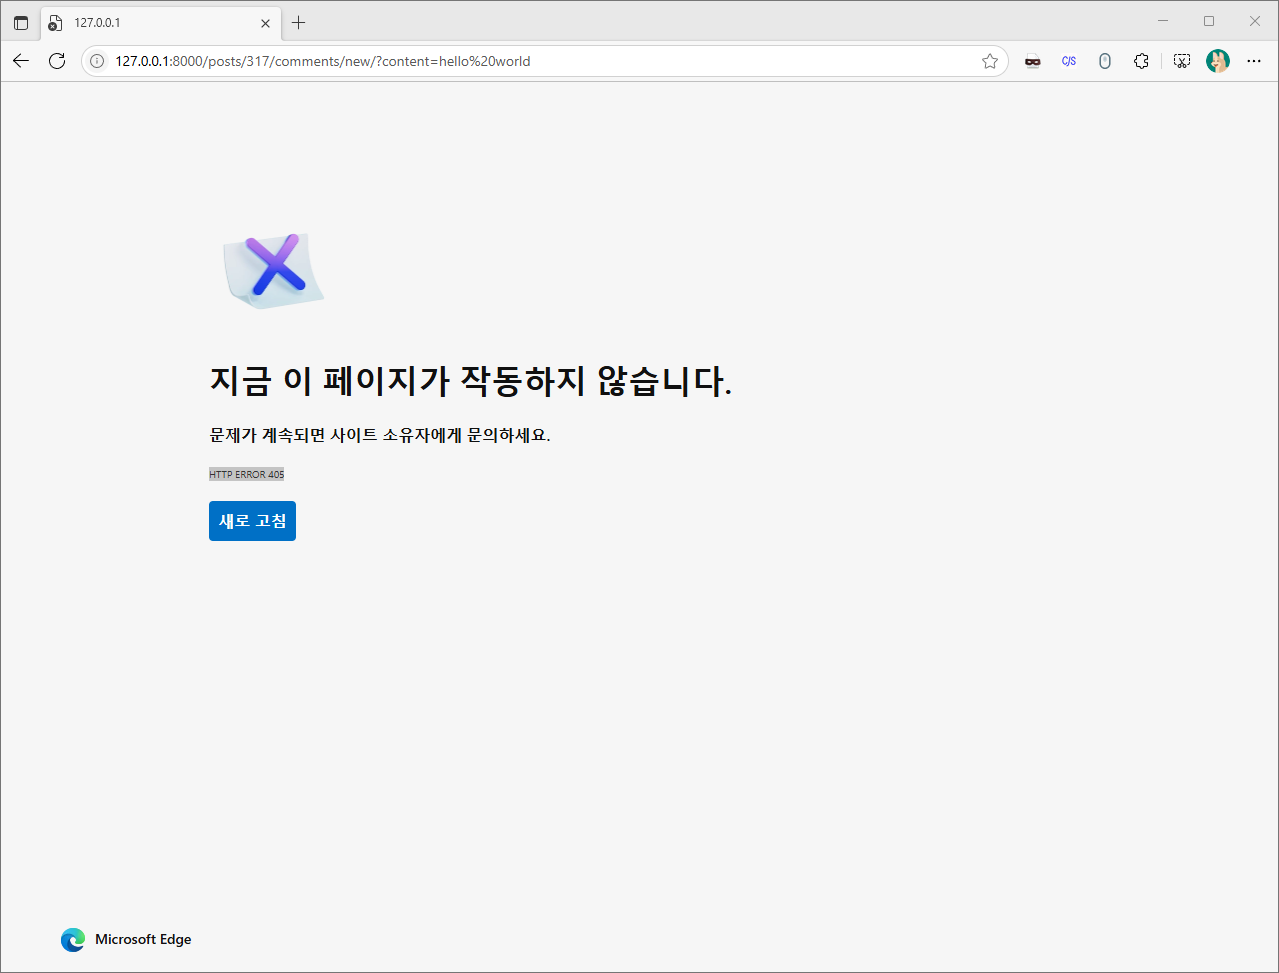 127.0.0.1
127.0.0.1:8000/posts/317/comments/new/?content=hello%20world
C/S
지금 이 페이지가 작동하지 않습니다.
문제가 계속되면 사이트 소유자에게 문의하세요.
HTTP ERROR 405
새로 고침
Microsoft Edge